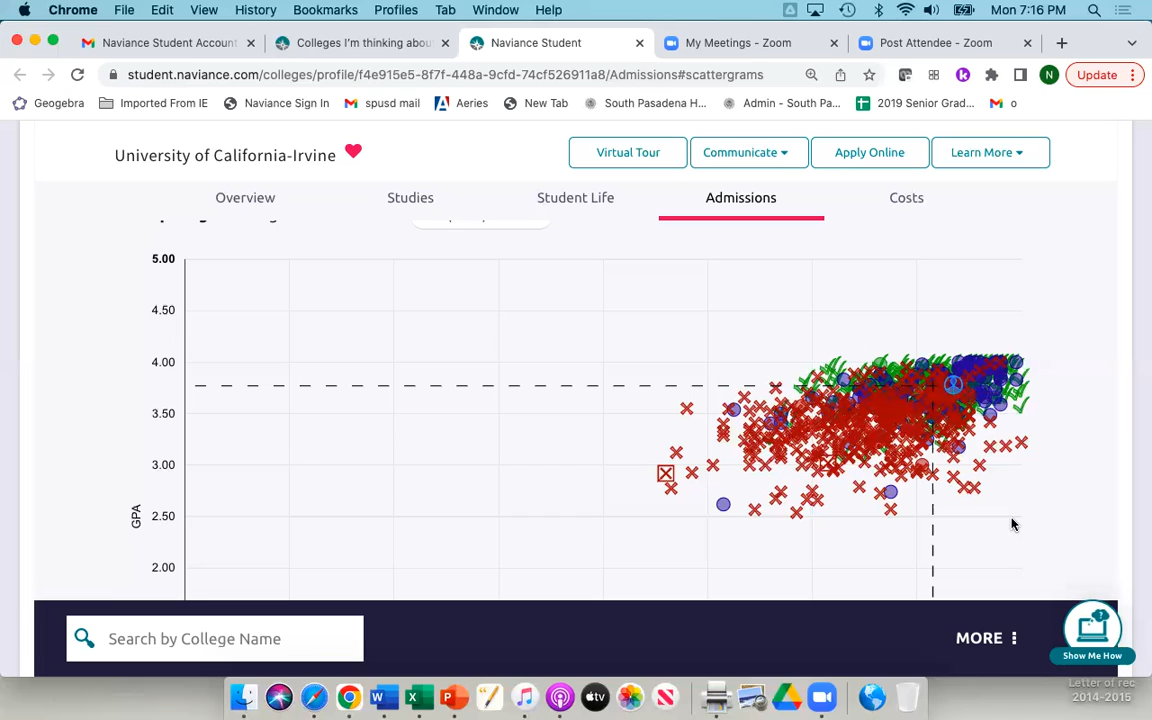 Chrome File Edit View History Bookmarks Profiles Tab Window Help Mon 7:16 PM
Naviance Student Account Colleges I'm thinking abou Naviance Student My Meetings - Zoom Post Attendee - Zoom
student.naviance.com/colleges/profile/f4e915e5-8f7f-448a-9cfd-74cf526911a8/Admissions#scattergrams N Update
Geogebra Imported From IE Naviance Sign In spusd mail Aeries New Tab South Pasadena H... Admin - South Pa... 2019 Senior Grad... o
University of California-Irvine Virtual Tour Communicate Apply Online Learn More
Overview Studies Student Life Admissions Costs
5.00
4.50
4.00
3.50
3.00
2.50
GPA
2.00
Search by College Name MORE
Show Me How
Letter of rec
2014-2015